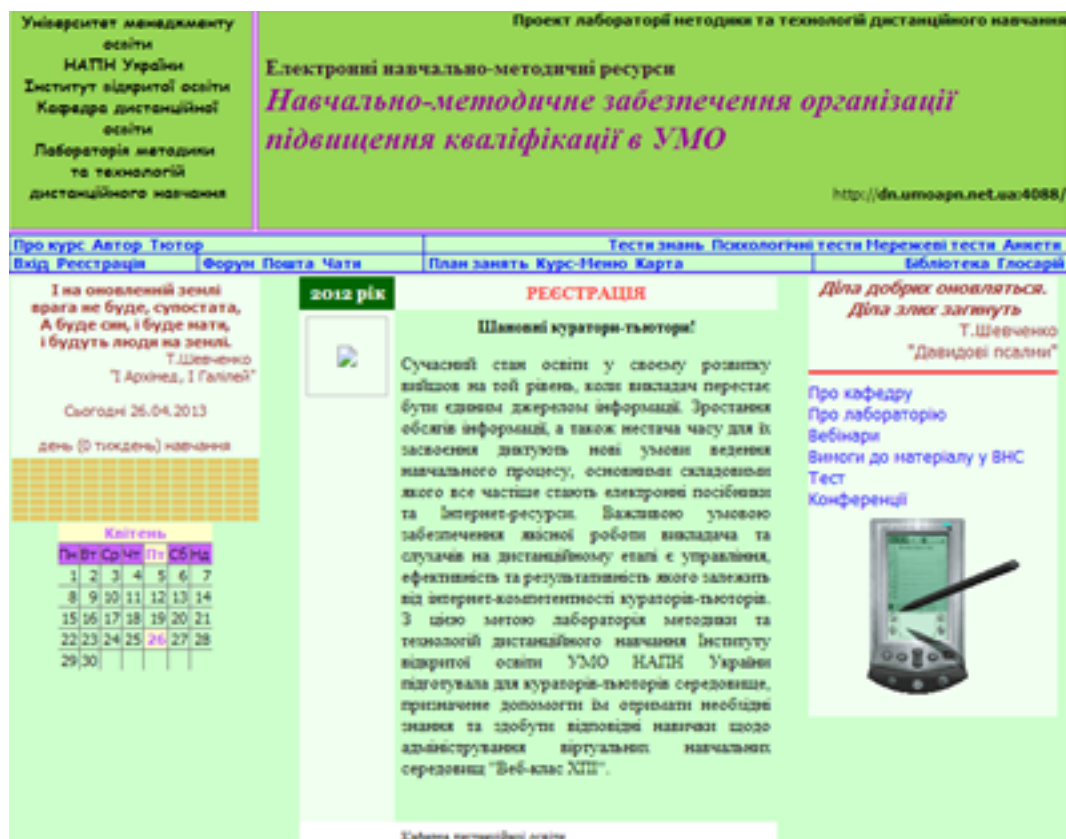 Університет менеджменту
освіти
НАПН України
Інститут відкритої освіти
Кафедра дистанційної
освіти
Лабораторія методики
та технологій
дистанційного навчання
Проект лабораторії методики та технологій дистанційного навчання
Електронні навчально-методичні ресурси
Навчально-методичне забезпечення організації
підвищення кваліфікації в УМО
http://dn.umoapn.net.ua:4088/
Про курс Автор Тютор
Тести знань Психологічні тести Мережеві тести Анкети
Вхід Реєстрація
Форум Пошта Чати
План занять Курс-Меню Карта
Бібліотека Глосарій
І на оновленній землі
врага не буде, супостата,
А буде син, і буде мати,
і будуть люди на землі.
Т.Шевченко
"І Архімед, І Галілей"
Сьогодні 26.04.2013
день (0 тиждень) навчання
Квітень
Пн Вт Ср Чт Пт Сб Нд
1 2 3 4 5 6 7
8 9 10 11 12 13 14
15 16 17 18 19 20 21
22 23 24 25 26 27 28
29 30
2012 рік
РЕЄСТРАЦІЯ
Шановні куратори-тьютори!
Сучасний стан освіти у своєму розвитку
вийшов на той рівень, коли викладач перестає
бути єдиним джерелом інформації. Зростання
обсягів інформації, а також нестача часу для їх
засвоєння диктують нові умови ведення
навчального процесу, основними складовими
якого все частіше стають електронні посібники
та Інтернет-ресурси. Важливою умовою
забезпечення якісної роботи викладача та
слухачів на дистанційному етапі є управління,
ефективність та результативність якого залежить
від інтернет-компетентності кураторів-тьюторів.
З цією метою лабораторія методики та
технологій дистанційного навчання Інституту
відкритої освіти УМО НАПН України
підготувала для кураторів-тьюторів середовище,
призначене допомогти їм отримати необхідні
знання та здобути відповідні навички щодо
адміністрування віртуальних навчальних
середовищ "Веб-клас ХПІ".
Кафедра дистанційної освіти
Діла добрих оновляться.
Діла злих загинуть
Т.Шевченко
"Давидові псалми"
Про кафедру
Про лабораторію
Вебінари
Вимоги до матеріалу у ВНС
Тест
Конференції